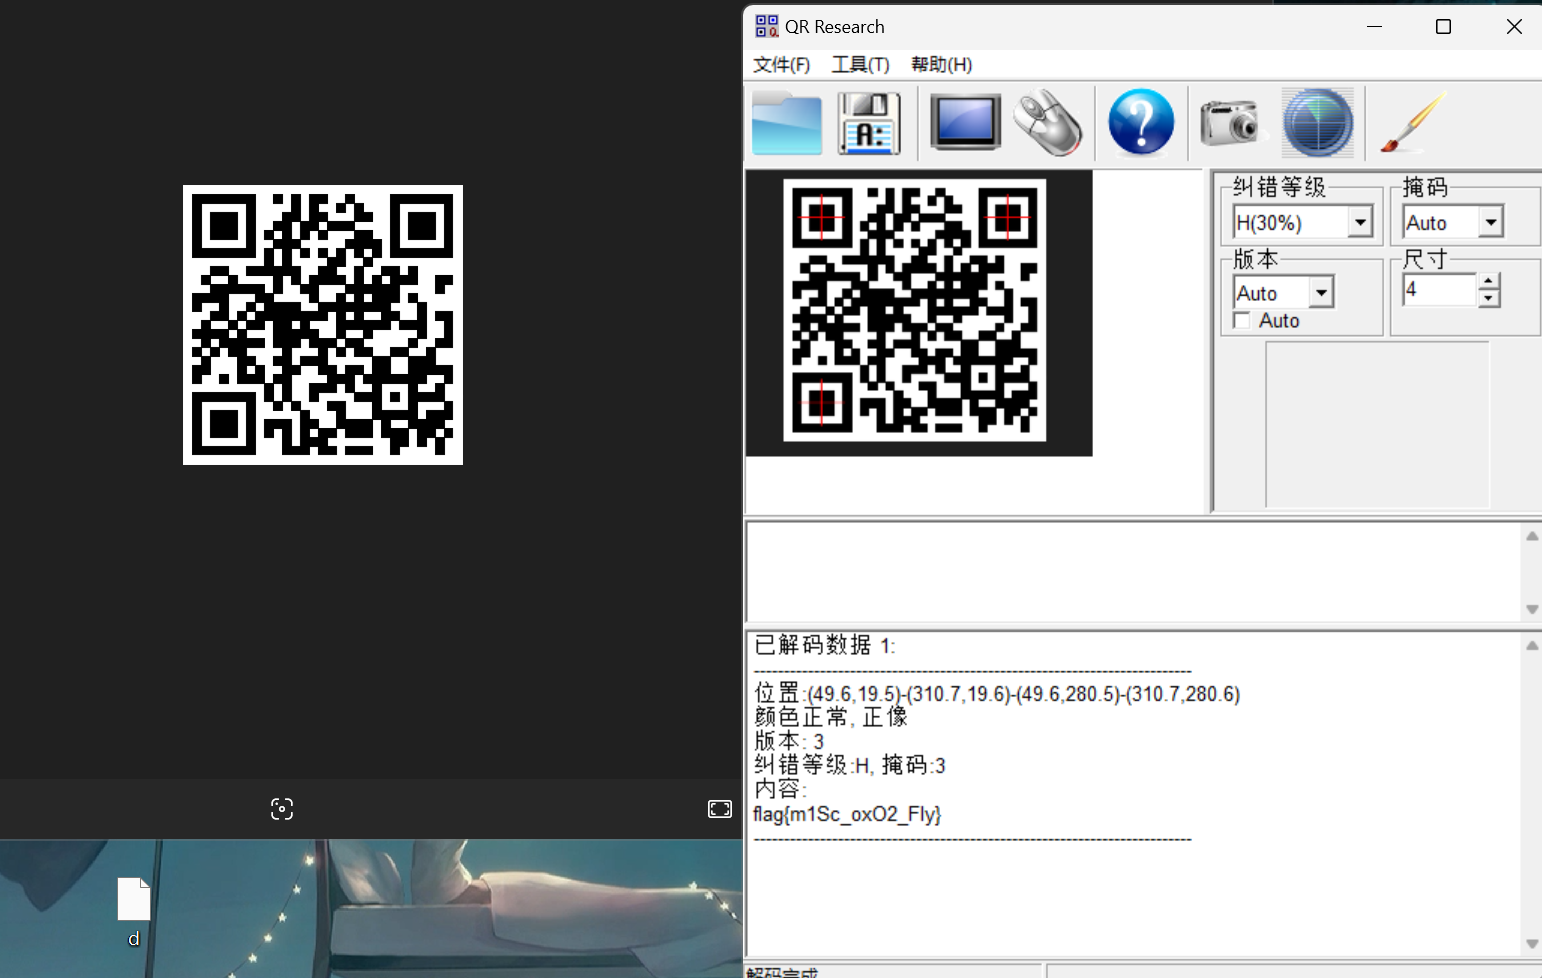 QR Research
文件(F) 工具(T) 帮助(H)
A:
纠错等级
掩码
H(30%)
Auto
版本
尺寸
Auto
4
Auto
已解码数据 1:
位置:(49.6,19.5)-(310.7,19.6)-(49.6,280.5)-(310.7,280.6)
颜色正常, 正像
版本: 3
纠错等级:H, 掩码:3
内容:
flag{m1Sc_oxO2_Fly}
d
解码完成